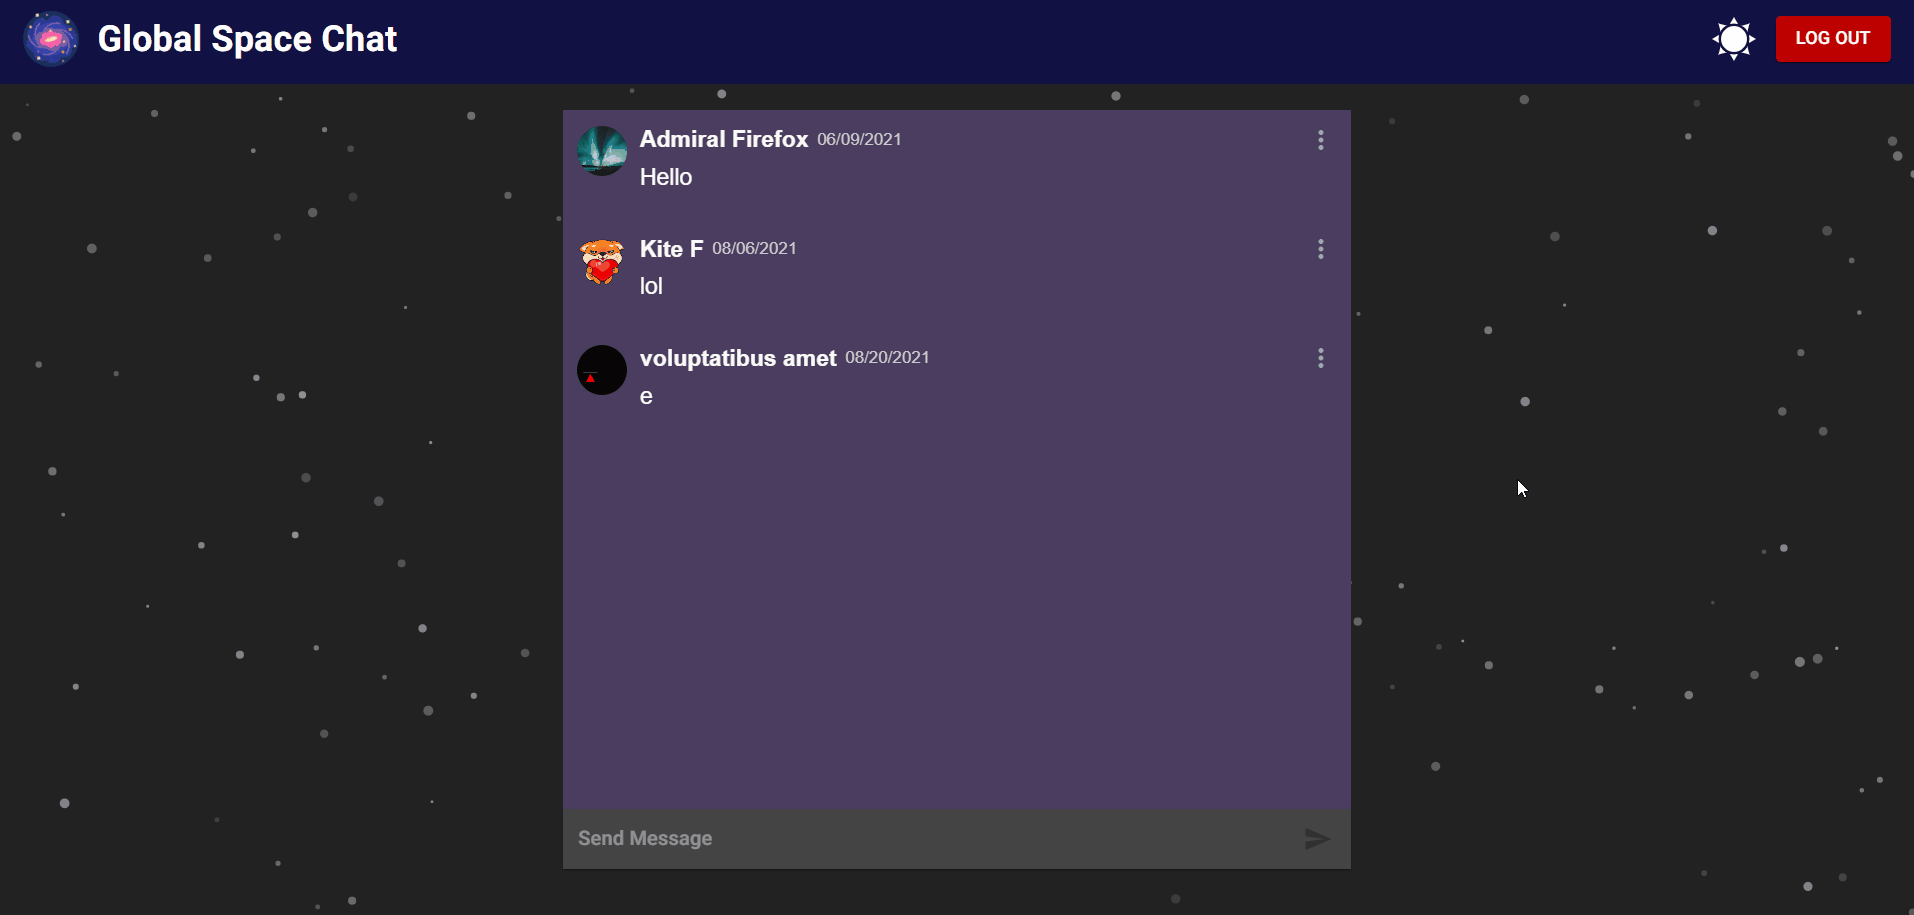 Global Space Chat
LOG OUT
Admiral Firefox 06/09/2021
Hello
Kite F 08/06/2021
lol
voluptatibus amet 08/20/2021
e
Send Message